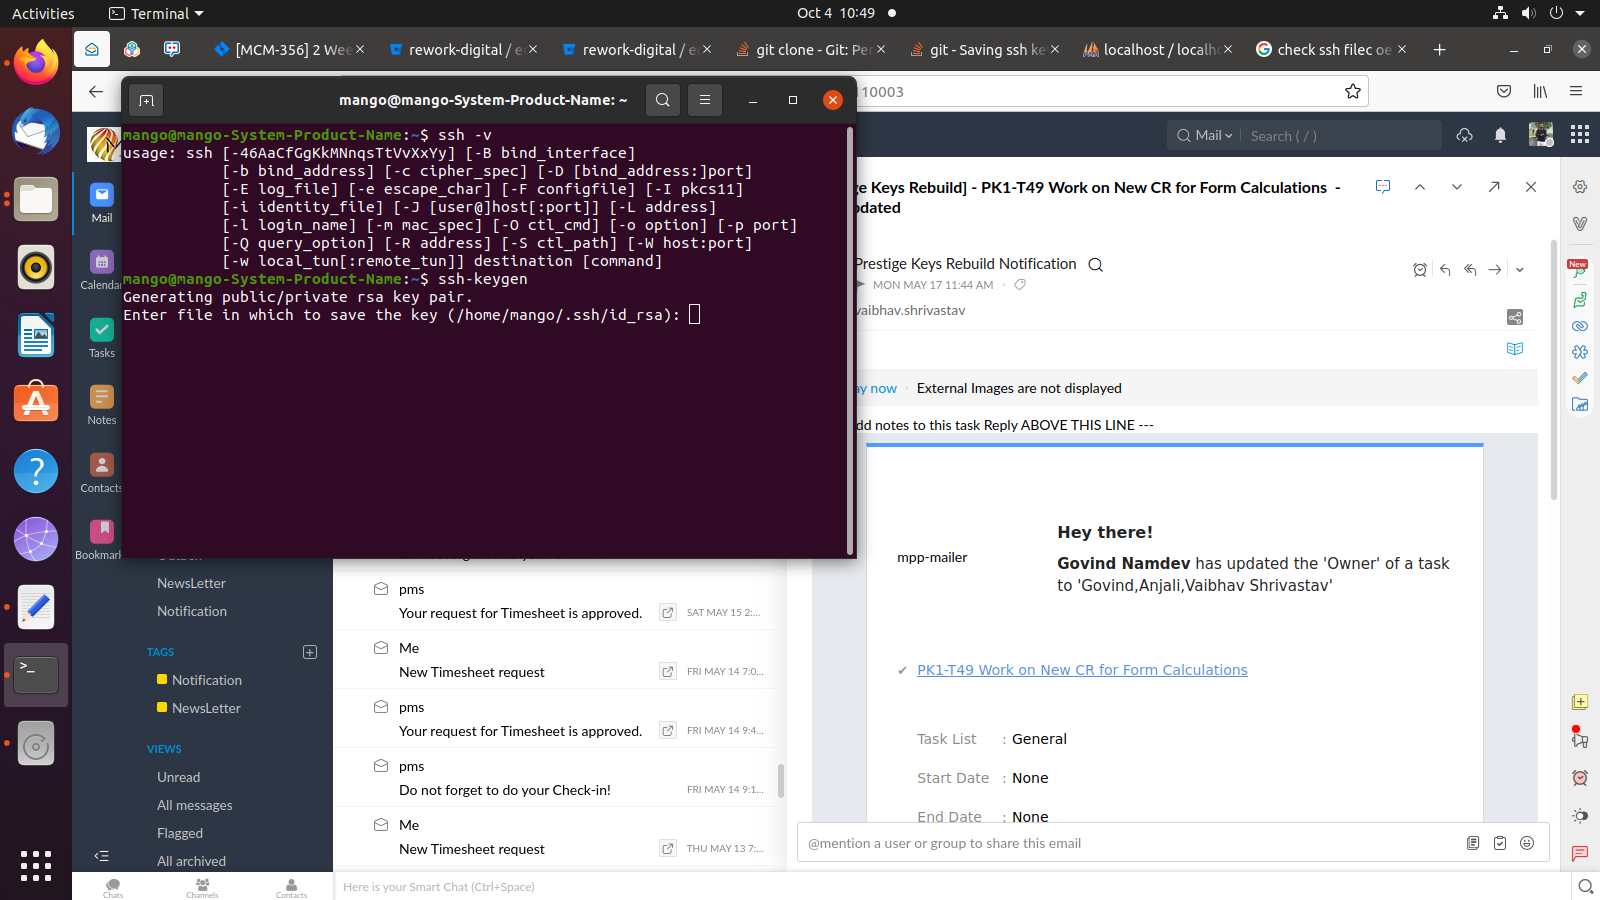 Activities
Terminal
Oct 4 10:49
[MCM-356] 2 Wee
rework-digital / e
rework-digital / e
git clone - Git: Per
git - Saving ssh ke
localhost / localh
check ssh filec oe
mango@mango-System-Product-Name: ~
10003
mango@mango-System-Product-Name:~$ ssh -v
usage: ssh [-46AaCfGgKkMNnqsTtVvXxYy] [-B bind_interface]
[-b bind_address] [-c cipher_spec] [-D [bind_address:]port]
[-E log_file] [-e escape_char] [-F configfile] [-I pkcs11]
[-i identity_file] [-J [user@]host[:port]] [-L address]
[-l login_name] [-m mac_spec] [-O ctl_cmd] [-o option] [-p port]
[-Q query_option] [-R address] [-S ctl_path] [-W host:port]
[-w local_tun[:remote_tun]] destination [command]
mango@mango-System-Product-Name:~$ ssh-keygen
Generating public/private rsa key pair.
Enter file in which to save the key (/home/mango/.ssh/id_rsa):
Mail
Calenda
Tasks
Notes
Contacts
Bookmar
NewsLetter
Notification
TAGS
Notification
NewsLetter
VIEWS
Unread
All messages
Flagged
All archived
pms
Your request for Timesheet is approved.
SAT MAY 15 2:...
Me
New Timesheet request
FRI MAY 14 7:0...
pms
Your request for Timesheet is approved.
FRI MAY 14 9:4...
pms
Do not forget to do your Check-in!
FRI MAY 14 9:1...
Me
New Timesheet request
THU MAY 13 7:...
Mail
Search ( / )
ge Keys Rebuild] - PK1-T49 Work on New CR for Form Calculations -
pdated
Prestige Keys Rebuild Notification
MON MAY 17 11:44 AM
vaibhav.shrivastav
ay now
External Images are not displayed
dd notes to this task Reply ABOVE THIS LINE ---
mpp-mailer
Hey there!
Govind Namdev has updated the 'Owner' of a task
to 'Govind,Anjali,Vaibhav Shrivastav'
PK1-T49 Work on New CR for Form Calculations
Task List : General
Start Date : None
End Date : None
@mention a user or group to share this email
New
Chats
Channels
Contacts
Here is your Smart Chat (Ctrl+Space)